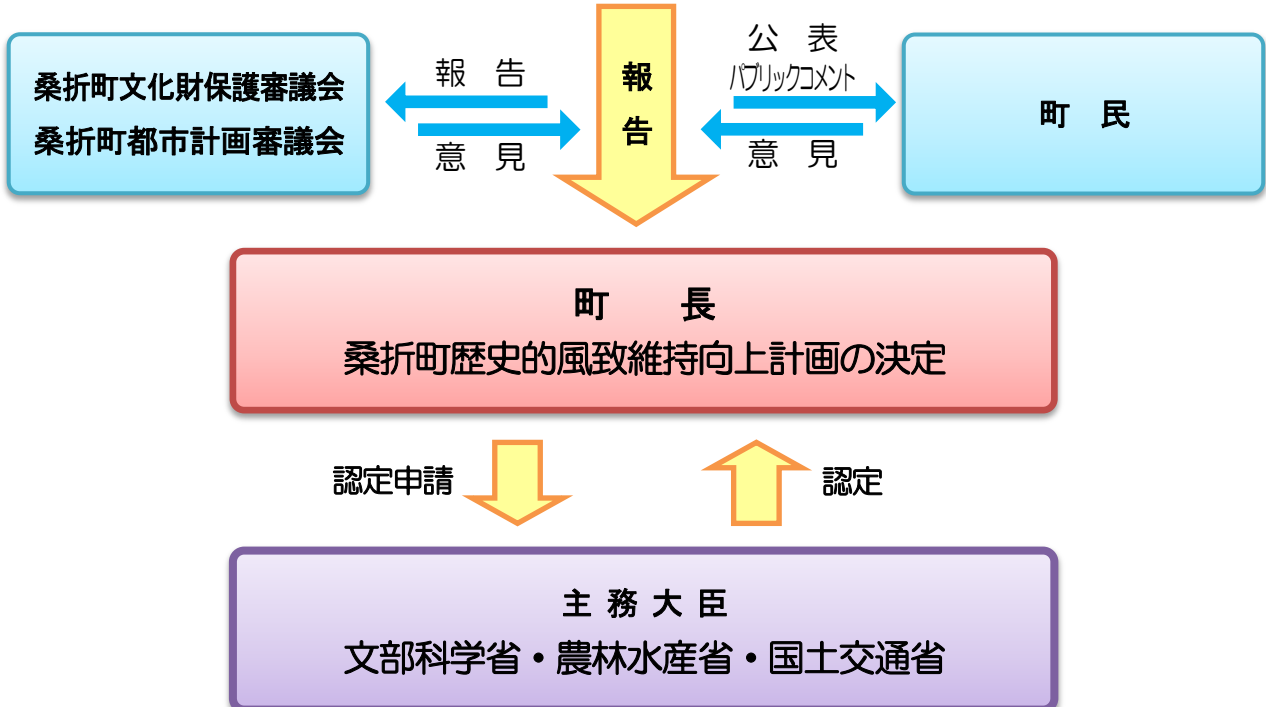 桑折町文化財保護審議会
桑折町都市計画審議会
報　告
意　見
報
告
公　表
パブリックコメント
意　見
町　民
町　　長
桑折町歴史的風致維持向上計画の決定
認定申請
認定
主 務 大 臣
文部科学省・農林水産省・国土交通省